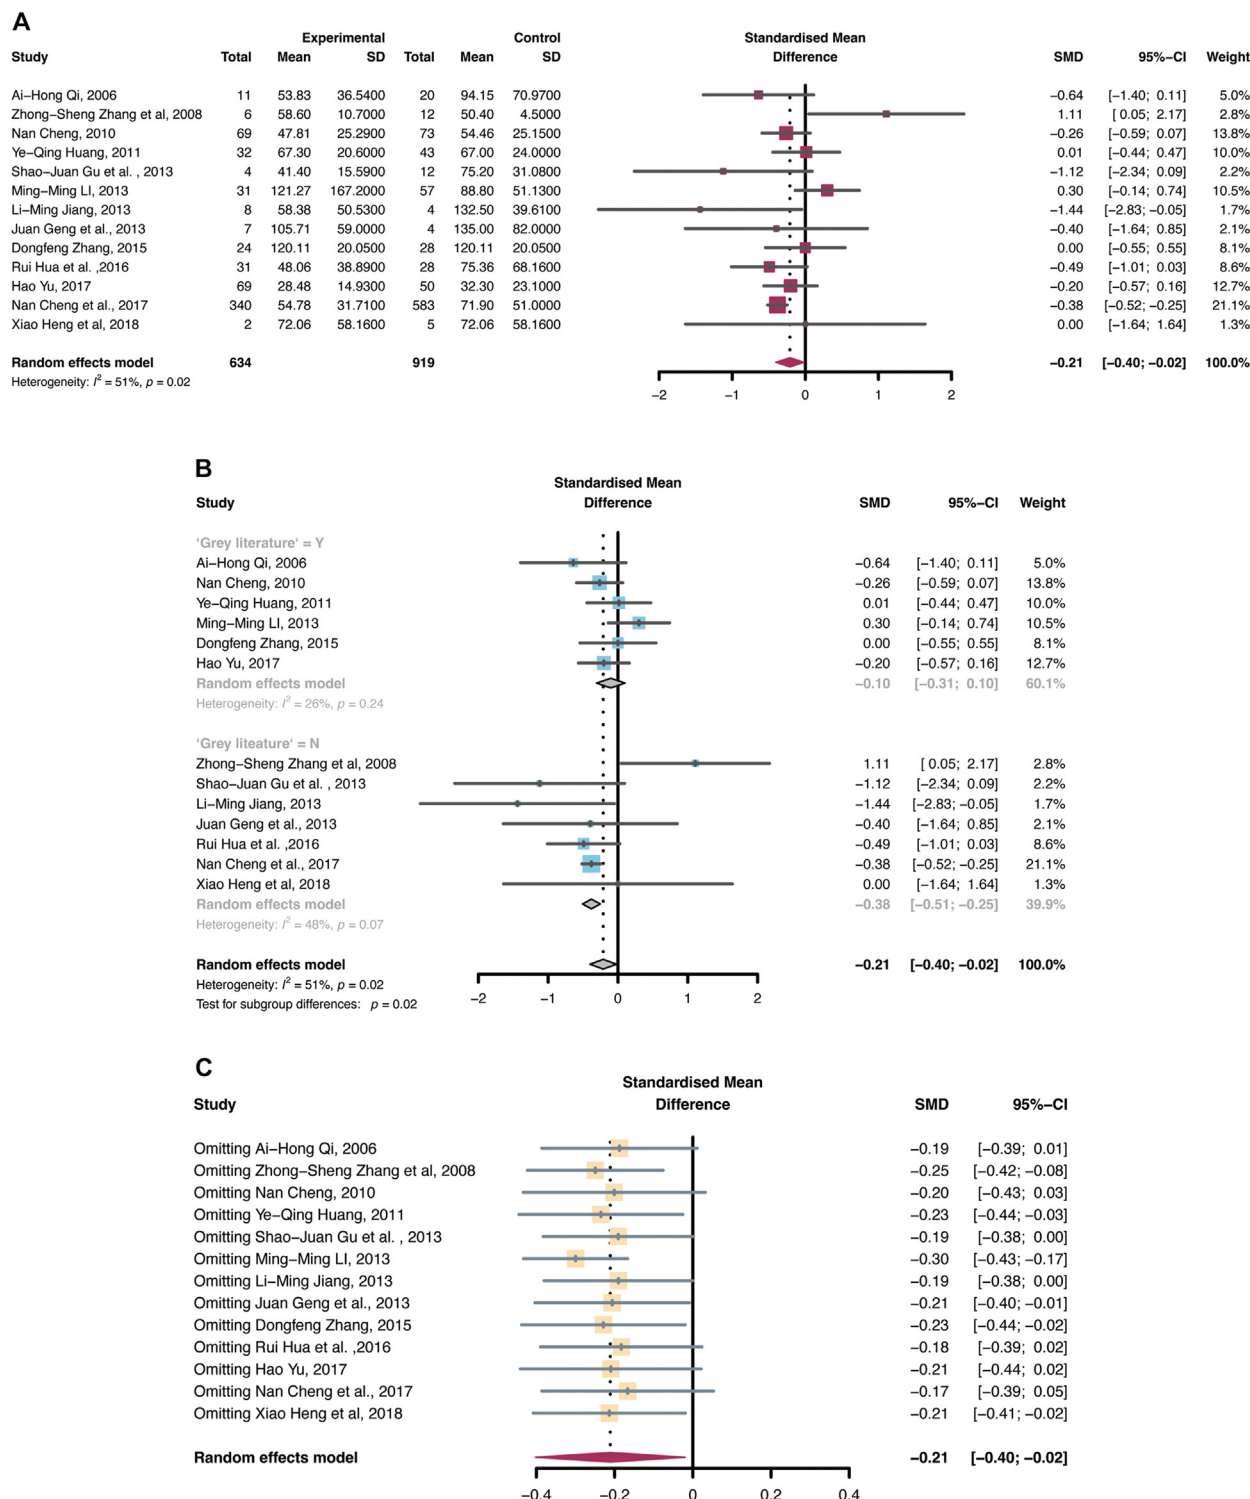 A
Experimental Control Standardised Mean
Study Total Mean SD Total Mean SD Difference SMD 95%−CI Weight
Ai−Hong Qi, 2006 11 53.83 36.5400 20 94.15 70.9700 −0.64 [−1.40; 0.11] 5.0%
Zhong−Sheng Zhang et al, 2008 6 58.60 10.7000 12 50.40 4.5000 1.11 [ 0.05; 2.17] 2.8%
Nan Cheng, 2010 69 47.81 25.2900 73 54.46 25.1500 −0.26 [−0.59; 0.07] 13.8%
Ye−Qing Huang, 2011 32 67.30 20.6000 43 67.00 24.0000 0.01 [−0.44; 0.47] 10.0%
Shao−Juan Gu et al. , 2013 4 41.40 15.5900 12 75.20 31.0800 −1.12 [−2.34; 0.09] 2.2%
Ming−Ming LI, 2013 31 121.27 167.2000 57 88.80 51.1300 0.30 [−0.14; 0.74] 10.5%
Li−Ming Jiang, 2013 8 58.38 50.5300 4 132.50 39.6100 −1.44 [−2.83; −0.05] 1.7%
Juan Geng et al., 2013 7 105.71 59.0000 4 135.00 82.0000 −0.40 [−1.64; 0.85] 2.1%
Dongfeng Zhang, 2015 24 120.11 20.0500 28 120.11 20.0500 0.00 [−0.55; 0.55] 8.1%
Rui Hua et al. ,2016 31 48.06 38.8900 28 75.36 68.1600 −0.49 [−1.01; 0.03] 8.6%
Hao Yu, 2017 69 28.48 14.9300 50 32.30 23.1000 −0.20 [−0.57; 0.16] 12.7%
Nan Cheng et al., 2017 340 54.78 31.7100 583 71.90 51.0000 −0.38 [−0.52; −0.25] 21.1%
Xiao Heng et al, 2018 2 72.06 58.1600 5 72.06 58.1600 0.00 [−1.64; 1.64] 1.3%
Random effects model 634 919 −0.21 [−0.40; −0.02] 100.0%
Heterogeneity: I² = 51%, p = 0.02
−2 −1 0 1 2
B
Standardised Mean
Study Difference SMD 95%−CI Weight
'Grey literature' = Y
Ai−Hong Qi, 2006 −0.64 [−1.40; 0.11] 5.0%
Nan Cheng, 2010 −0.26 [−0.59; 0.07] 13.8%
Ye−Qing Huang, 2011 0.01 [−0.44; 0.47] 10.0%
Ming−Ming LI, 2013 0.30 [−0.14; 0.74] 10.5%
Dongfeng Zhang, 2015 0.00 [−0.55; 0.55] 8.1%
Hao Yu, 2017 −0.20 [−0.57; 0.16] 12.7%
Random effects model −0.10 [−0.31; 0.10] 60.1%
Heterogeneity: I² = 26%, p = 0.24
'Grey liteature' = N
Zhong−Sheng Zhang et al, 2008 1.11 [ 0.05; 2.17] 2.8%
Shao−Juan Gu et al. , 2013 −1.12 [−2.34; 0.09] 2.2%
Li−Ming Jiang, 2013 −1.44 [−2.83; −0.05] 1.7%
Juan Geng et al., 2013 −0.40 [−1.64; 0.85] 2.1%
Rui Hua et al. ,2016 −0.49 [−1.01; 0.03] 8.6%
Nan Cheng et al., 2017 −0.38 [−0.52; −0.25] 21.1%
Xiao Heng et al, 2018 0.00 [−1.64; 1.64] 1.3%
Random effects model −0.38 [−0.51; −0.25] 39.9%
Heterogeneity: I² = 48%, p = 0.07
Random effects model −0.21 [−0.40; −0.02] 100.0%
Heterogeneity: I² = 51%, p = 0.02
Test for subgroup differences: p = 0.02
−2 −1 0 1 2
C
Standardised Mean
Study Difference SMD 95%−CI
Omitting Ai−Hong Qi, 2006 −0.19 [−0.39; 0.01]
Omitting Zhong−Sheng Zhang et al, 2008 −0.25 [−0.42; −0.08]
Omitting Nan Cheng, 2010 −0.20 [−0.43; 0.03]
Omitting Ye−Qing Huang, 2011 −0.23 [−0.44; −0.03]
Omitting Shao−Juan Gu et al. , 2013 −0.19 [−0.38; 0.00]
Omitting Ming−Ming LI, 2013 −0.30 [−0.43; −0.17]
Omitting Li−Ming Jiang, 2013 −0.19 [−0.38; 0.00]
Omitting Juan Geng et al., 2013 −0.21 [−0.40; −0.01]
Omitting Dongfeng Zhang, 2015 −0.23 [−0.44; −0.02]
Omitting Rui Hua et al. ,2016 −0.18 [−0.39; 0.02]
Omitting Hao Yu, 2017 −0.21 [−0.44; 0.02]
Omitting Nan Cheng et al., 2017 −0.17 [−0.39; 0.05]
Omitting Xiao Heng et al, 2018 −0.21 [−0.41; −0.02]
Random effects model −0.21 [−0.40; −0.02]
−0.4 −0.2 0 0.2 0.4